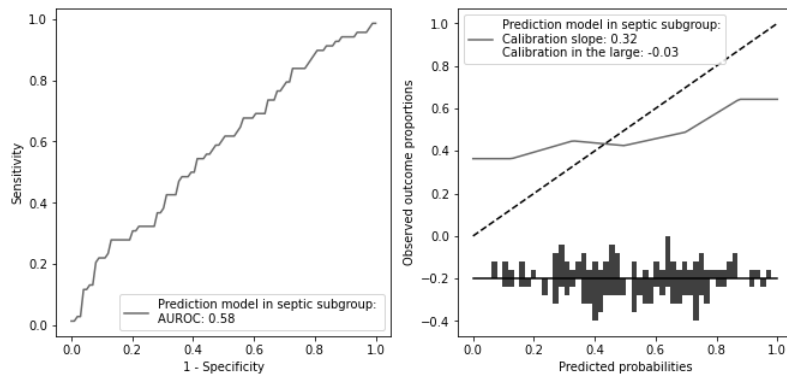 1.0
0.8
0.6
0.4
0.2
0.0
Sensitivity
Prediction model in septic subgroup:
AUROC: 0.58
0.0 0.2 0.4 0.6 0.8 1.0
1 - Specificity
Prediction model in septic subgroup:
Calibration slope: 0.32
Calibration in the large: -0.03
1.0
0.8
0.6
0.4
0.2
0.0
−0.2
−0.4
Observed outcome proportions
0.0 0.2 0.4 0.6 0.8 1.0
Predicted probabilities